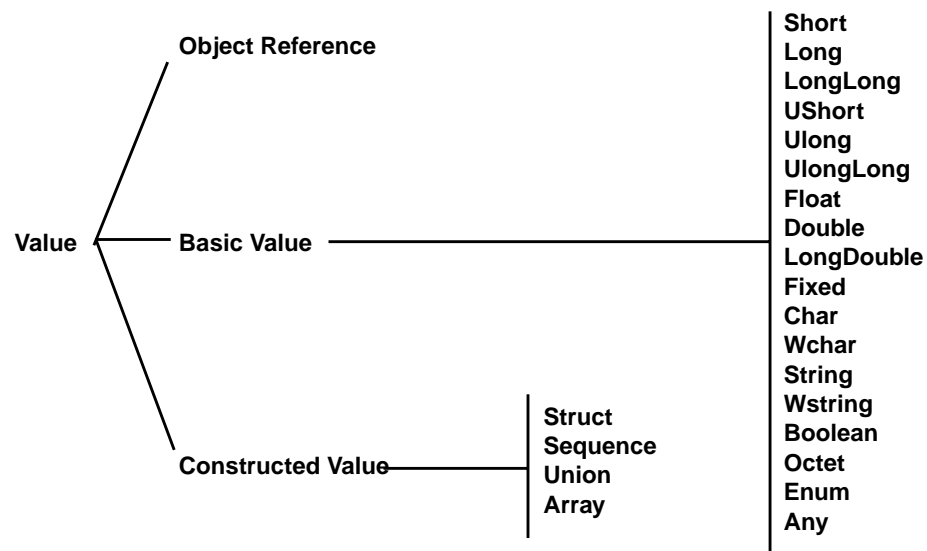 Object Reference
Value
Basic Value
Constructed Value
Struct
Sequence
Union
Array
Short
Long
LongLong
UShort
Ulong
UlongLong
Float
Double
LongDouble
Fixed
Char
Wchar
String
Wstring
Boolean
Octet
Enum
Any